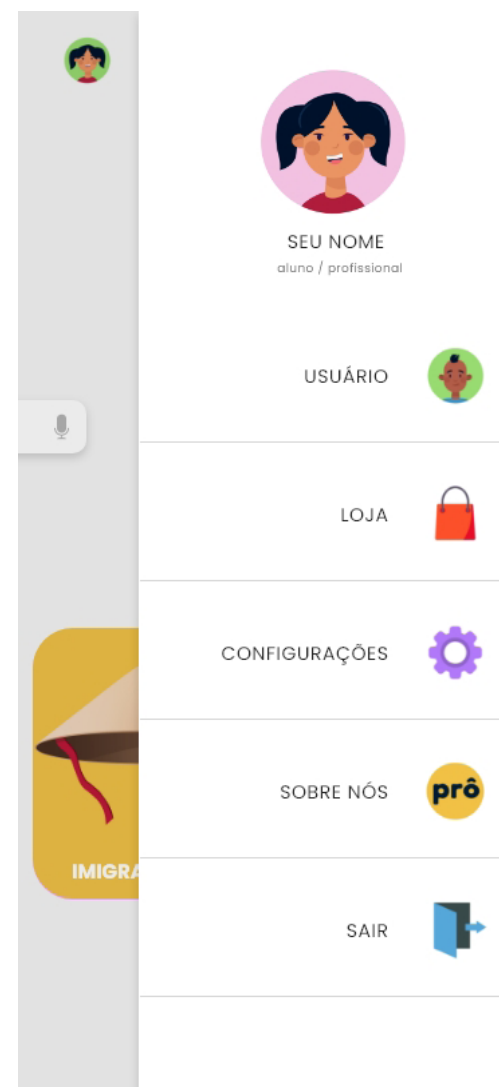 SEU NOME
aluno / profissional
USUÁRIO
LOJA
CONFIGURAÇÕES
SOBRE NÓS
prô
IMIGRA
SAIR